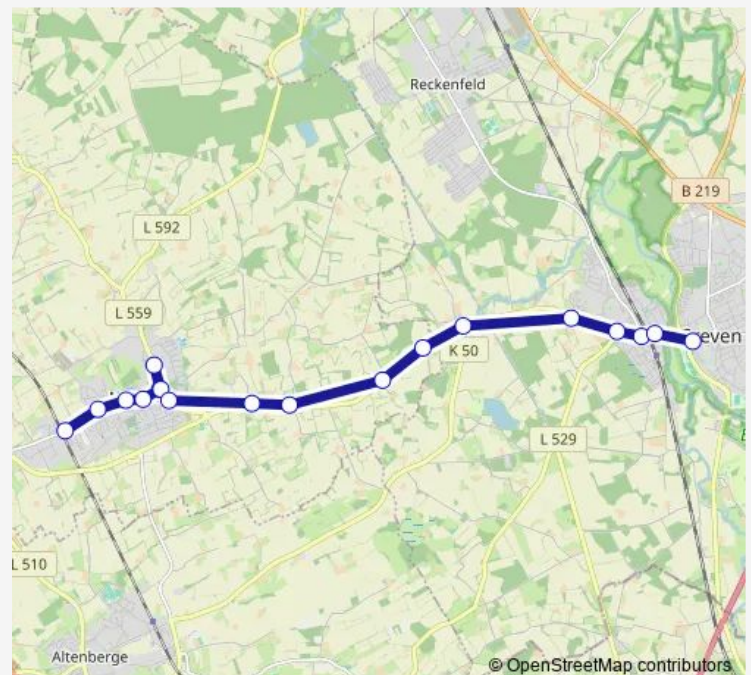 Reckenfeld
B 219
L 592
L 559
K 50
L 529
L 510
Altenberge
© OpenStreetMap contributors